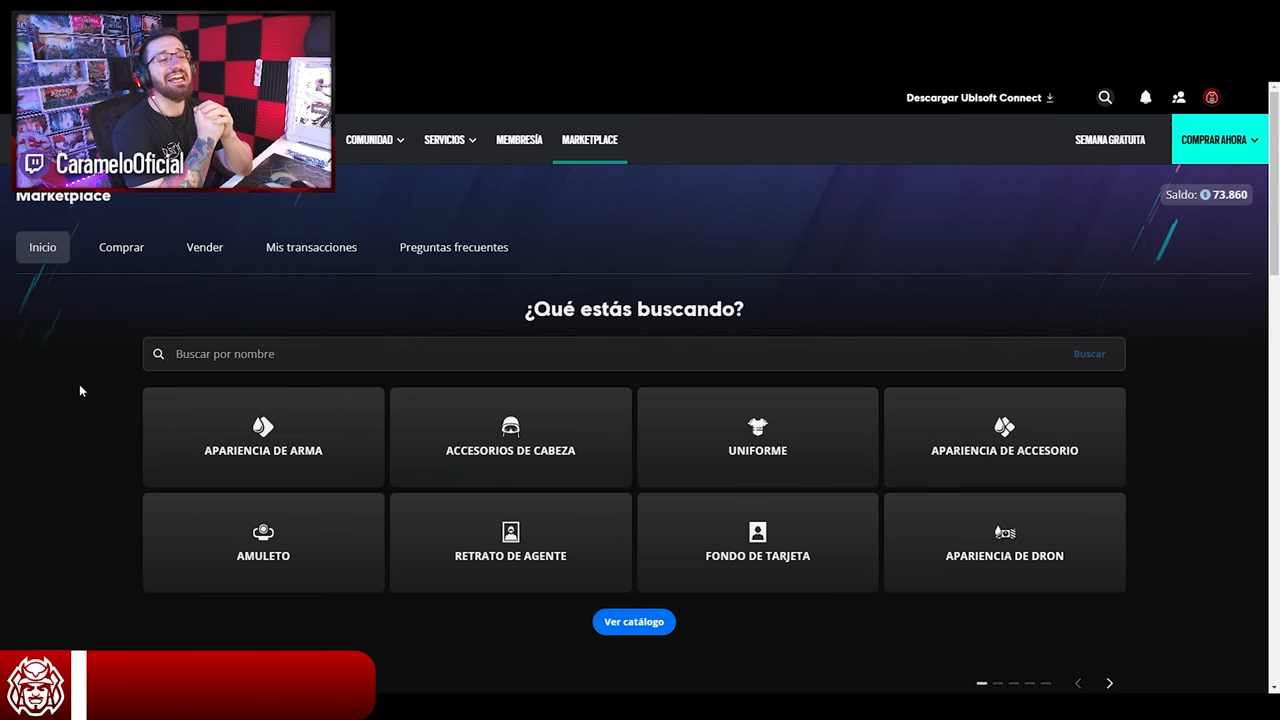 CarameloOficial
Descargar Ubisoft Connect
COMUNIDAD SERVICIOS MEMBRESÍA MARKETPLACE SEMANA GRATUITA COMPRAR AHORA
Marketplace
Saldo: 73.860
Inicio Comprar Vender Mis transacciones Preguntas frecuentes
¿Qué estás buscando?
Buscar por nombre Buscar
APARIENCIA DE ARMA ACCESORIOS DE CABEZA UNIFORME APARIENCIA DE ACCESORIO
AMULETO RETRATO DE AGENTE FONDO DE TARJETA APARIENCIA DE DRON
Ver catálogo